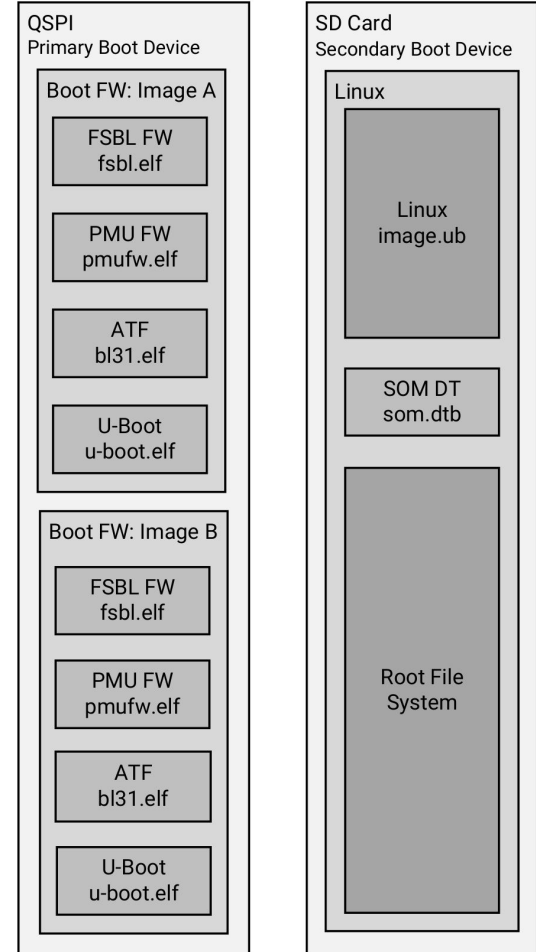 QSPI
Primary Boot Device
Boot FW: Image A
FSBL FW
fsbl.elf
PMU FW
pmufw.elf
ATF
bl31.elf
U-Boot
u-boot.elf
Boot FW: Image B
FSBL FW
fsbl.elf
PMU FW
pmufw.elf
ATF
bl31.elf
U-Boot
u-boot.elf
SD Card
Secondary Boot Device
Linux
Linux
image.ub
SOM DT
som.dtb
Root File
System